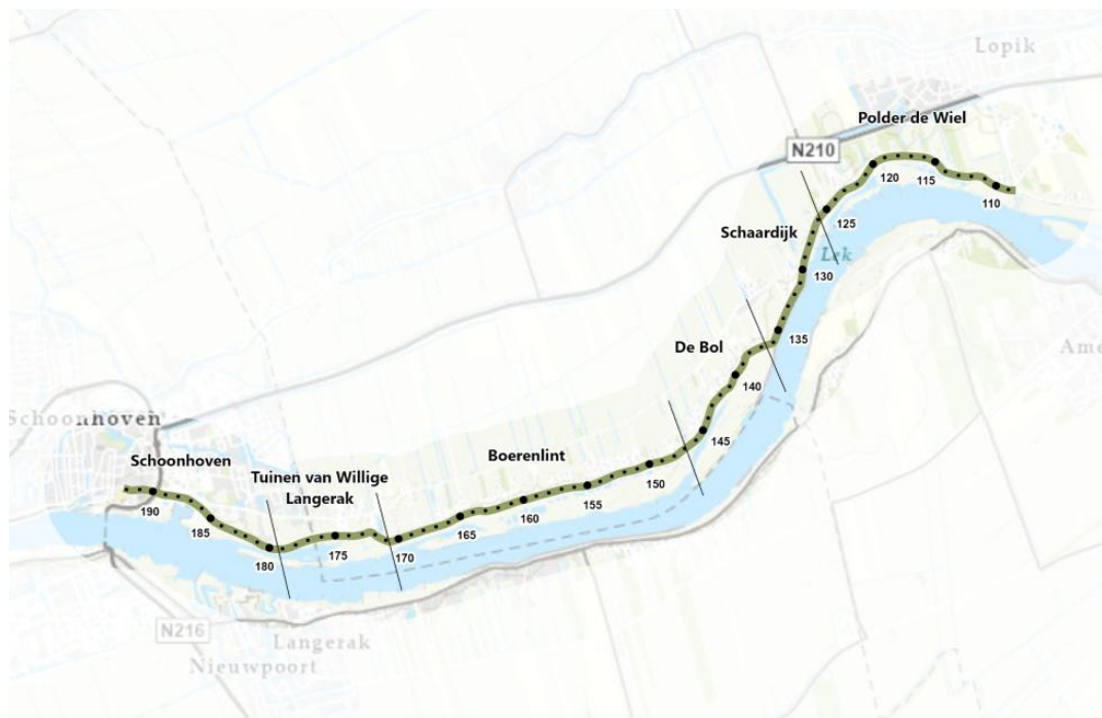 Lopik
Polder de Wiel
N210
120
115
110
125
Schaardijk
Lek
130
135
De Bol
Ame
140
Schoonhoven
145
Boerenlint
Schoonhoven
150
Tuinen van Willige
Langerak
155
190
160
185
165
180
175
170
N216
Langerak
Nieuwpoort